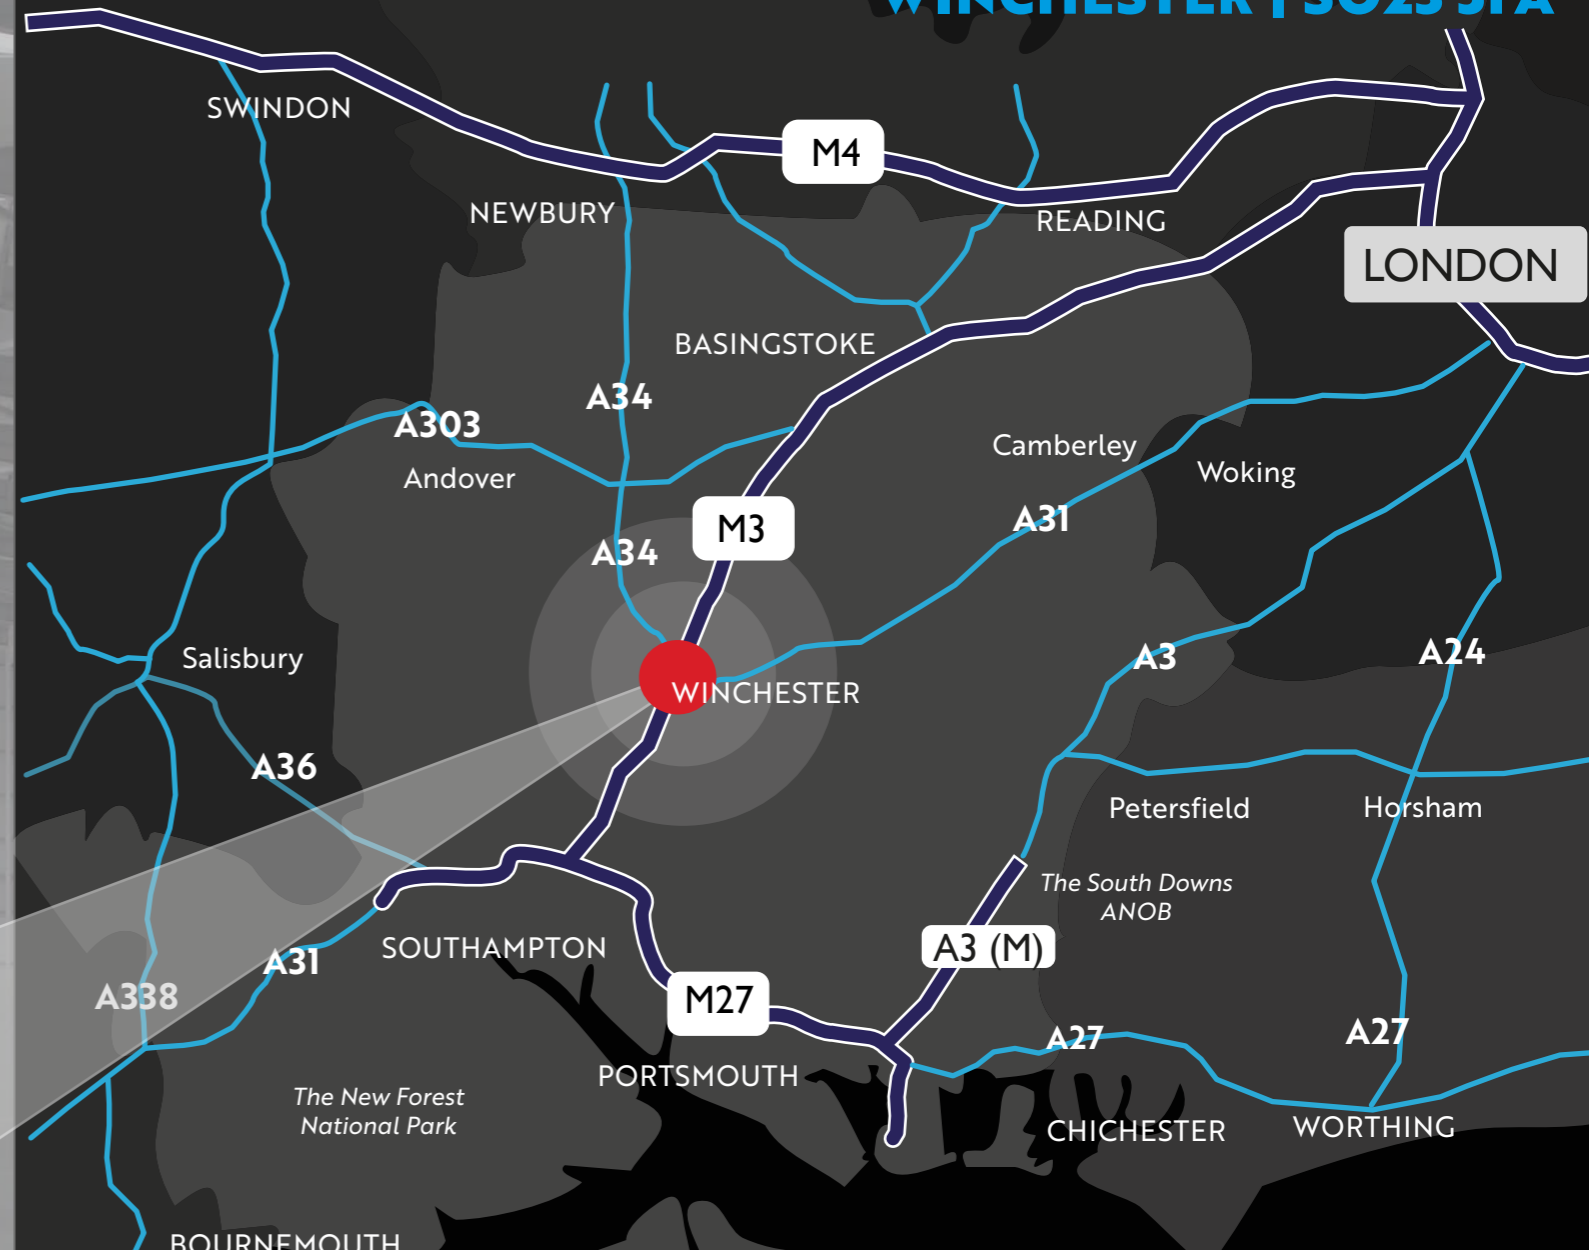 WINCHESTER | SO23
SWINDON
M4
NEWBURY
READING
LONDON
BASINGSTOKE
A34
A303
Camberley
Andover
Woking
M3
A31
A34
Salisbury
A3
A24
WINCHESTER
A36
Petersfield
Horsham
The South Downs
ANOB
SOUTHAMPTON
A3 (M)
A31
A338
M27
A27
A27
PORTSMOUTH
The New Forest
National Park
CHICHESTER
WORTHING
BOURNEMOUTH